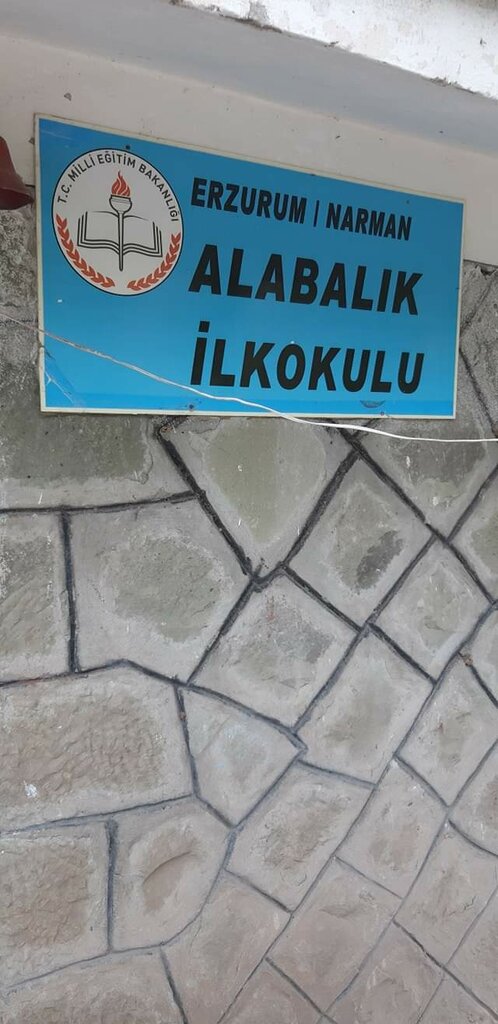 T.C. MİLLİ EĞİTİM BAKANLIĞI
ERZURUM | NARMAN
ALABALIK
İLKOKULU